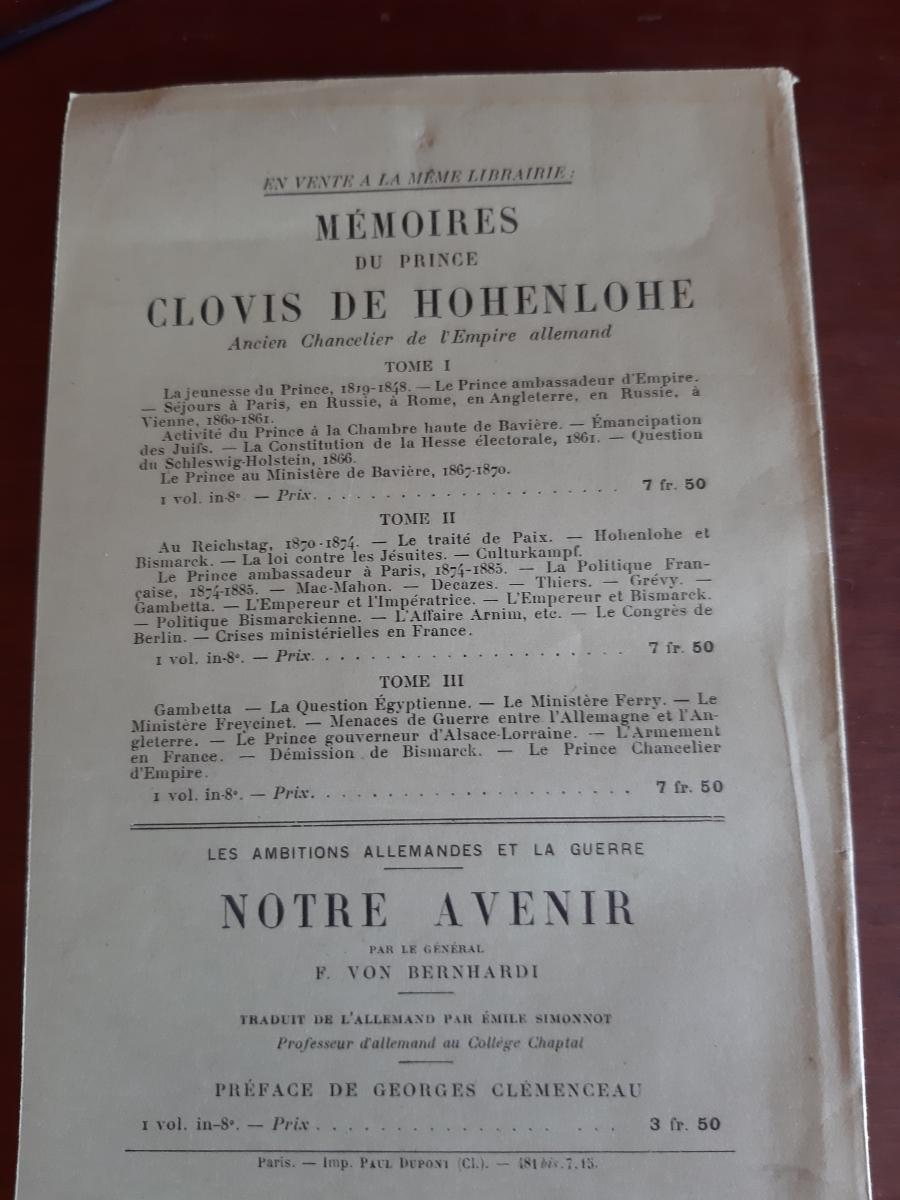 EN VENTE A LA MÊME LIBRAIRIE :
MÉMOIRES
DU PRINCE
CLOVIS DE HOHENLOHE
Ancien Chancelier de l'Empire allemand
TOME I
La jeunesse du Prince, 1819-1848. — Le Prince ambassadeur d'Empire.
— Séjours à Paris, en Russie, à Rome, en Angleterre, en Russie, à
Vienne, 1860-1861.
Activité du Prince à la Chambre haute de Bavière. — Émancipation
des Juifs. — La Constitution de la Hesse électorale, 1861. — Question
du Schleswig-Holstein, 1866.
Le Prince au Ministère de Bavière, 1867-1870.
1 vol. in-8º. — Prix. . . . . . . . . . . . . . . . . . . . . . 7 fr. 50
TOME II
Au Reichstag, 1870-1874. — Le traité de Paix. — Hohenlohe et
Bismarck. — La loi contre les Jésuites. — Culturkampf.
Le Prince ambassadeur à Paris, 1874-1885. — La Politique Fran-
çaise, 1874-1885. — Mac-Mahon. — Decazes. — Thiers. — Grévy. —
Gambetta. — L'Empereur et l'Impératrice. — L'Empereur et Bismarck.
— Politique Bismarckienne. — L'Affaire Arnim, etc. — Le Congrès de
Berlin. — Crises ministérielles en France.
1 vol. in-8º. — Prix. . . . . . . . . . . . . . . . . . . . . . 7 fr. 50
TOME III
Gambetta — La Question Égyptienne. — Le Ministère Ferry. — Le
Ministère Freycinet. — Menaces de Guerre entre l'Allemagne et l'An-
gleterre. — Le Prince gouverneur d'Alsace-Lorraine. — L'Armement
en France. — Démission de Bismarck. — Le Prince Chancelier
d'Empire.
1 vol. in-8º. — Prix. . . . . . . . . . . . . . . . . . . . . . 7 fr. 50
LES AMBITIONS ALLEMANDES ET LA GUERRE
NOTRE AVENIR
PAR LE GÉNÉRAL
F. VON BERNHARDI
TRADUIT DE L'ALLEMAND PAR ÉMILE SIMONNOT
Professeur d'allemand au Collège Chaptal
PRÉFACE DE GEORGES CLÉMENCEAU
1 vol. in-8º. — Prix . . . . . . . . . . . . . . . 3 fr. 50
Paris. — Imp. PAUL DUPONT (Cl.). — 481 bis.7.15.